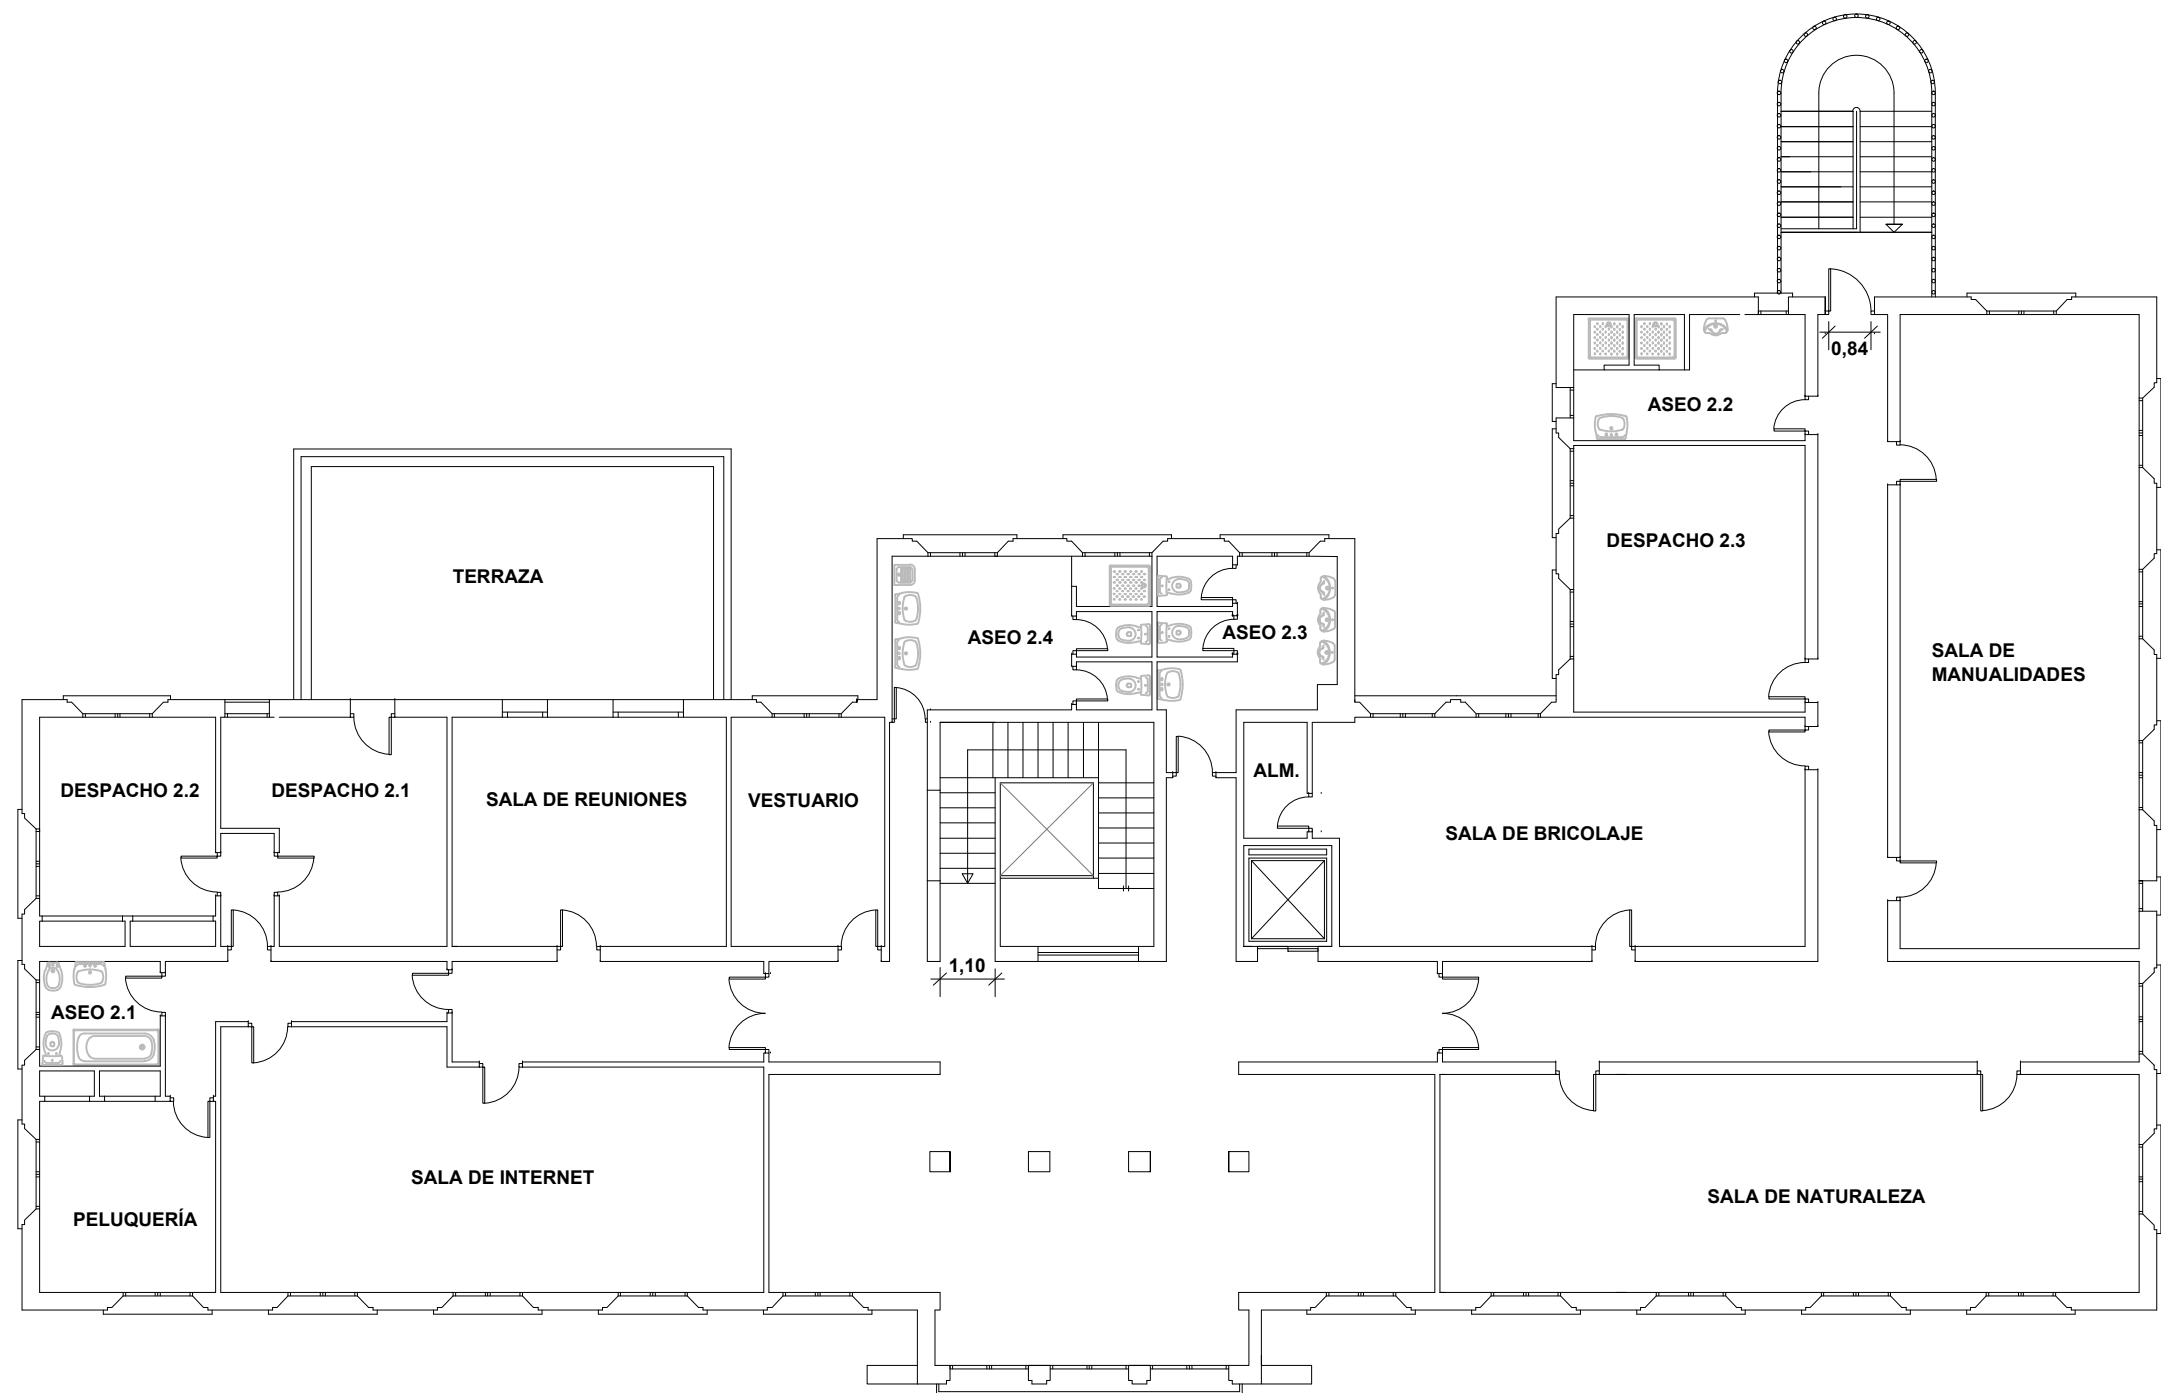 0,84
ASEO 2.2
DESPACHO 2.3
TERRAZA
ASEO 2.4
ASEO 2.3
SALA DE
MANUALIDADES
DESPACHO 2.2
DESPACHO 2.1
SALA DE REUNIONES
VESTUARIO
ALM.
SALA DE BRICOLAJE
1,10
ASEO 2.1
SALA DE INTERNET
SALA DE NATURALEZA
PELUQUERÍA